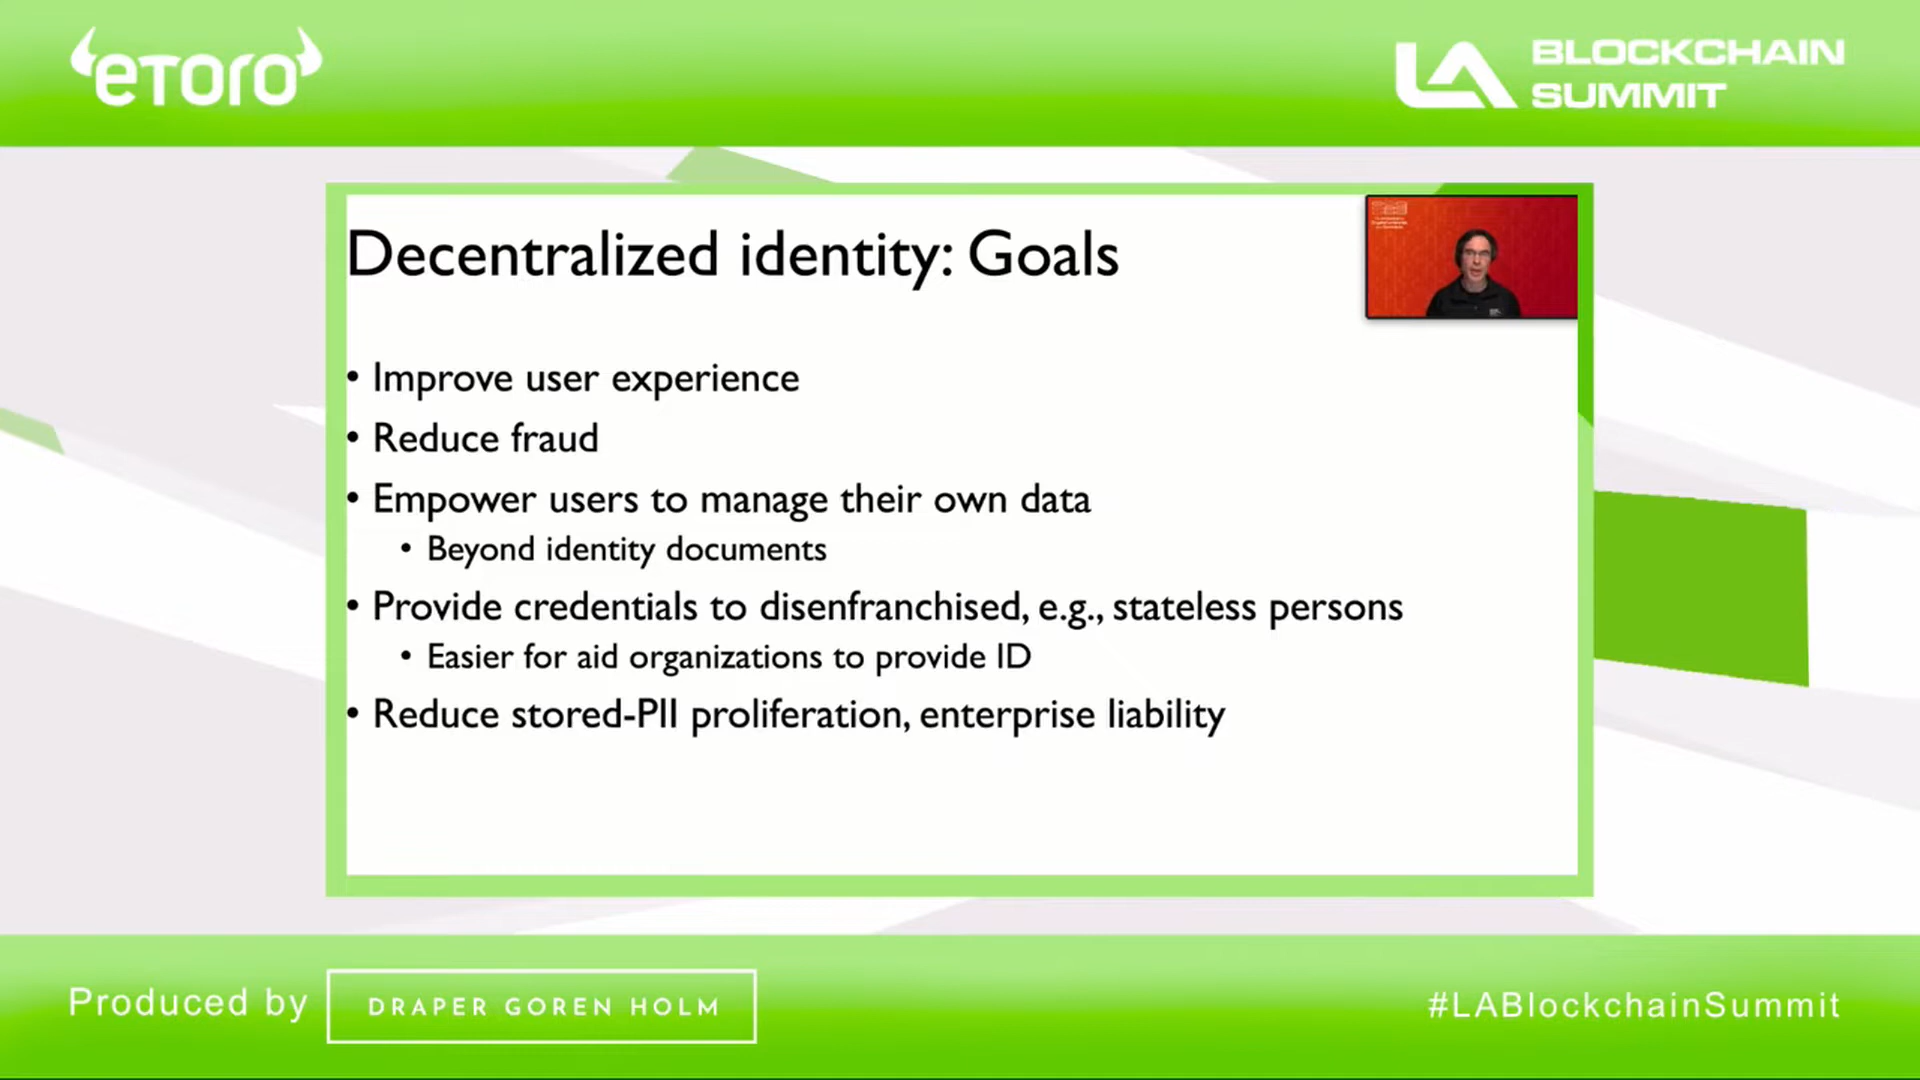 eToro
LA BLOCKCHAIN
SUMMIT
Decentralized identity: Goals
• Improve user experience
• Reduce fraud
• Empower users to manage their own data
• Beyond identity documents
• Provide credentials to disenfranchised, e.g., stateless persons
• Easier for aid organizations to provide ID
• Reduce stored-PII proliferation, enterprise liability
Produced by
DRAPER GOREN HOLM
#LABlockchainSummit